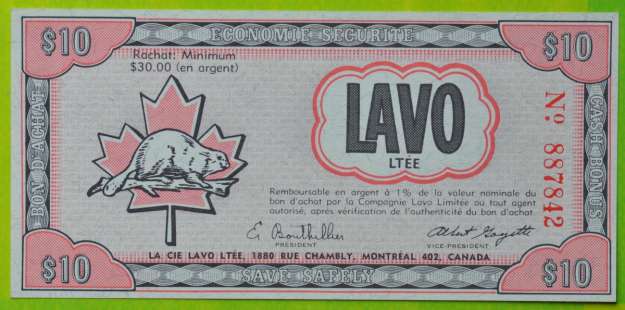 ECONOMIE SECURITE
$10
$10
Rachat: Minimum
$30.00 (en argent)
BON D'ACHAT
CASH BONUS
LAVO
LTÉE
Nº. 887842
Remboursable en argent à 1% de la valeur nominale du
bon d'achat par la Compagnie Lavo Limitée ou tout agent
autorisé, après vérification de l'authenticité du bon d'achat.
E. Bouthillier
PRÉSIDENT
VICE-PRESIDENT
LA CIE LAVO LTÉE, 1880 RUE CHAMBLY, MONTRÉAL 402, CANADA
$10
$10
SAVE SAFELY